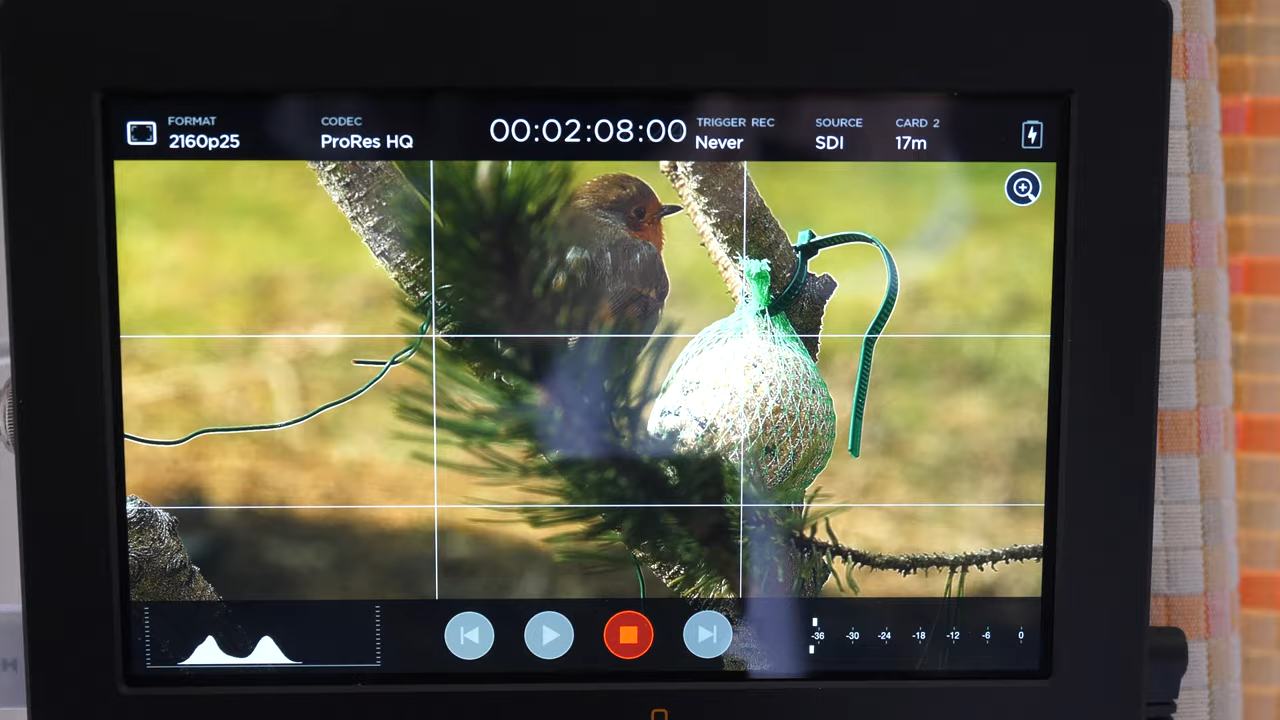 FORMAT
2160p25
CODEC
ProRes HQ
00:02:08:00
TRIGGER REC
Never
SOURCE
SDI
CARD 2
17m
-36 -30 -24 -18 -12 -6 0